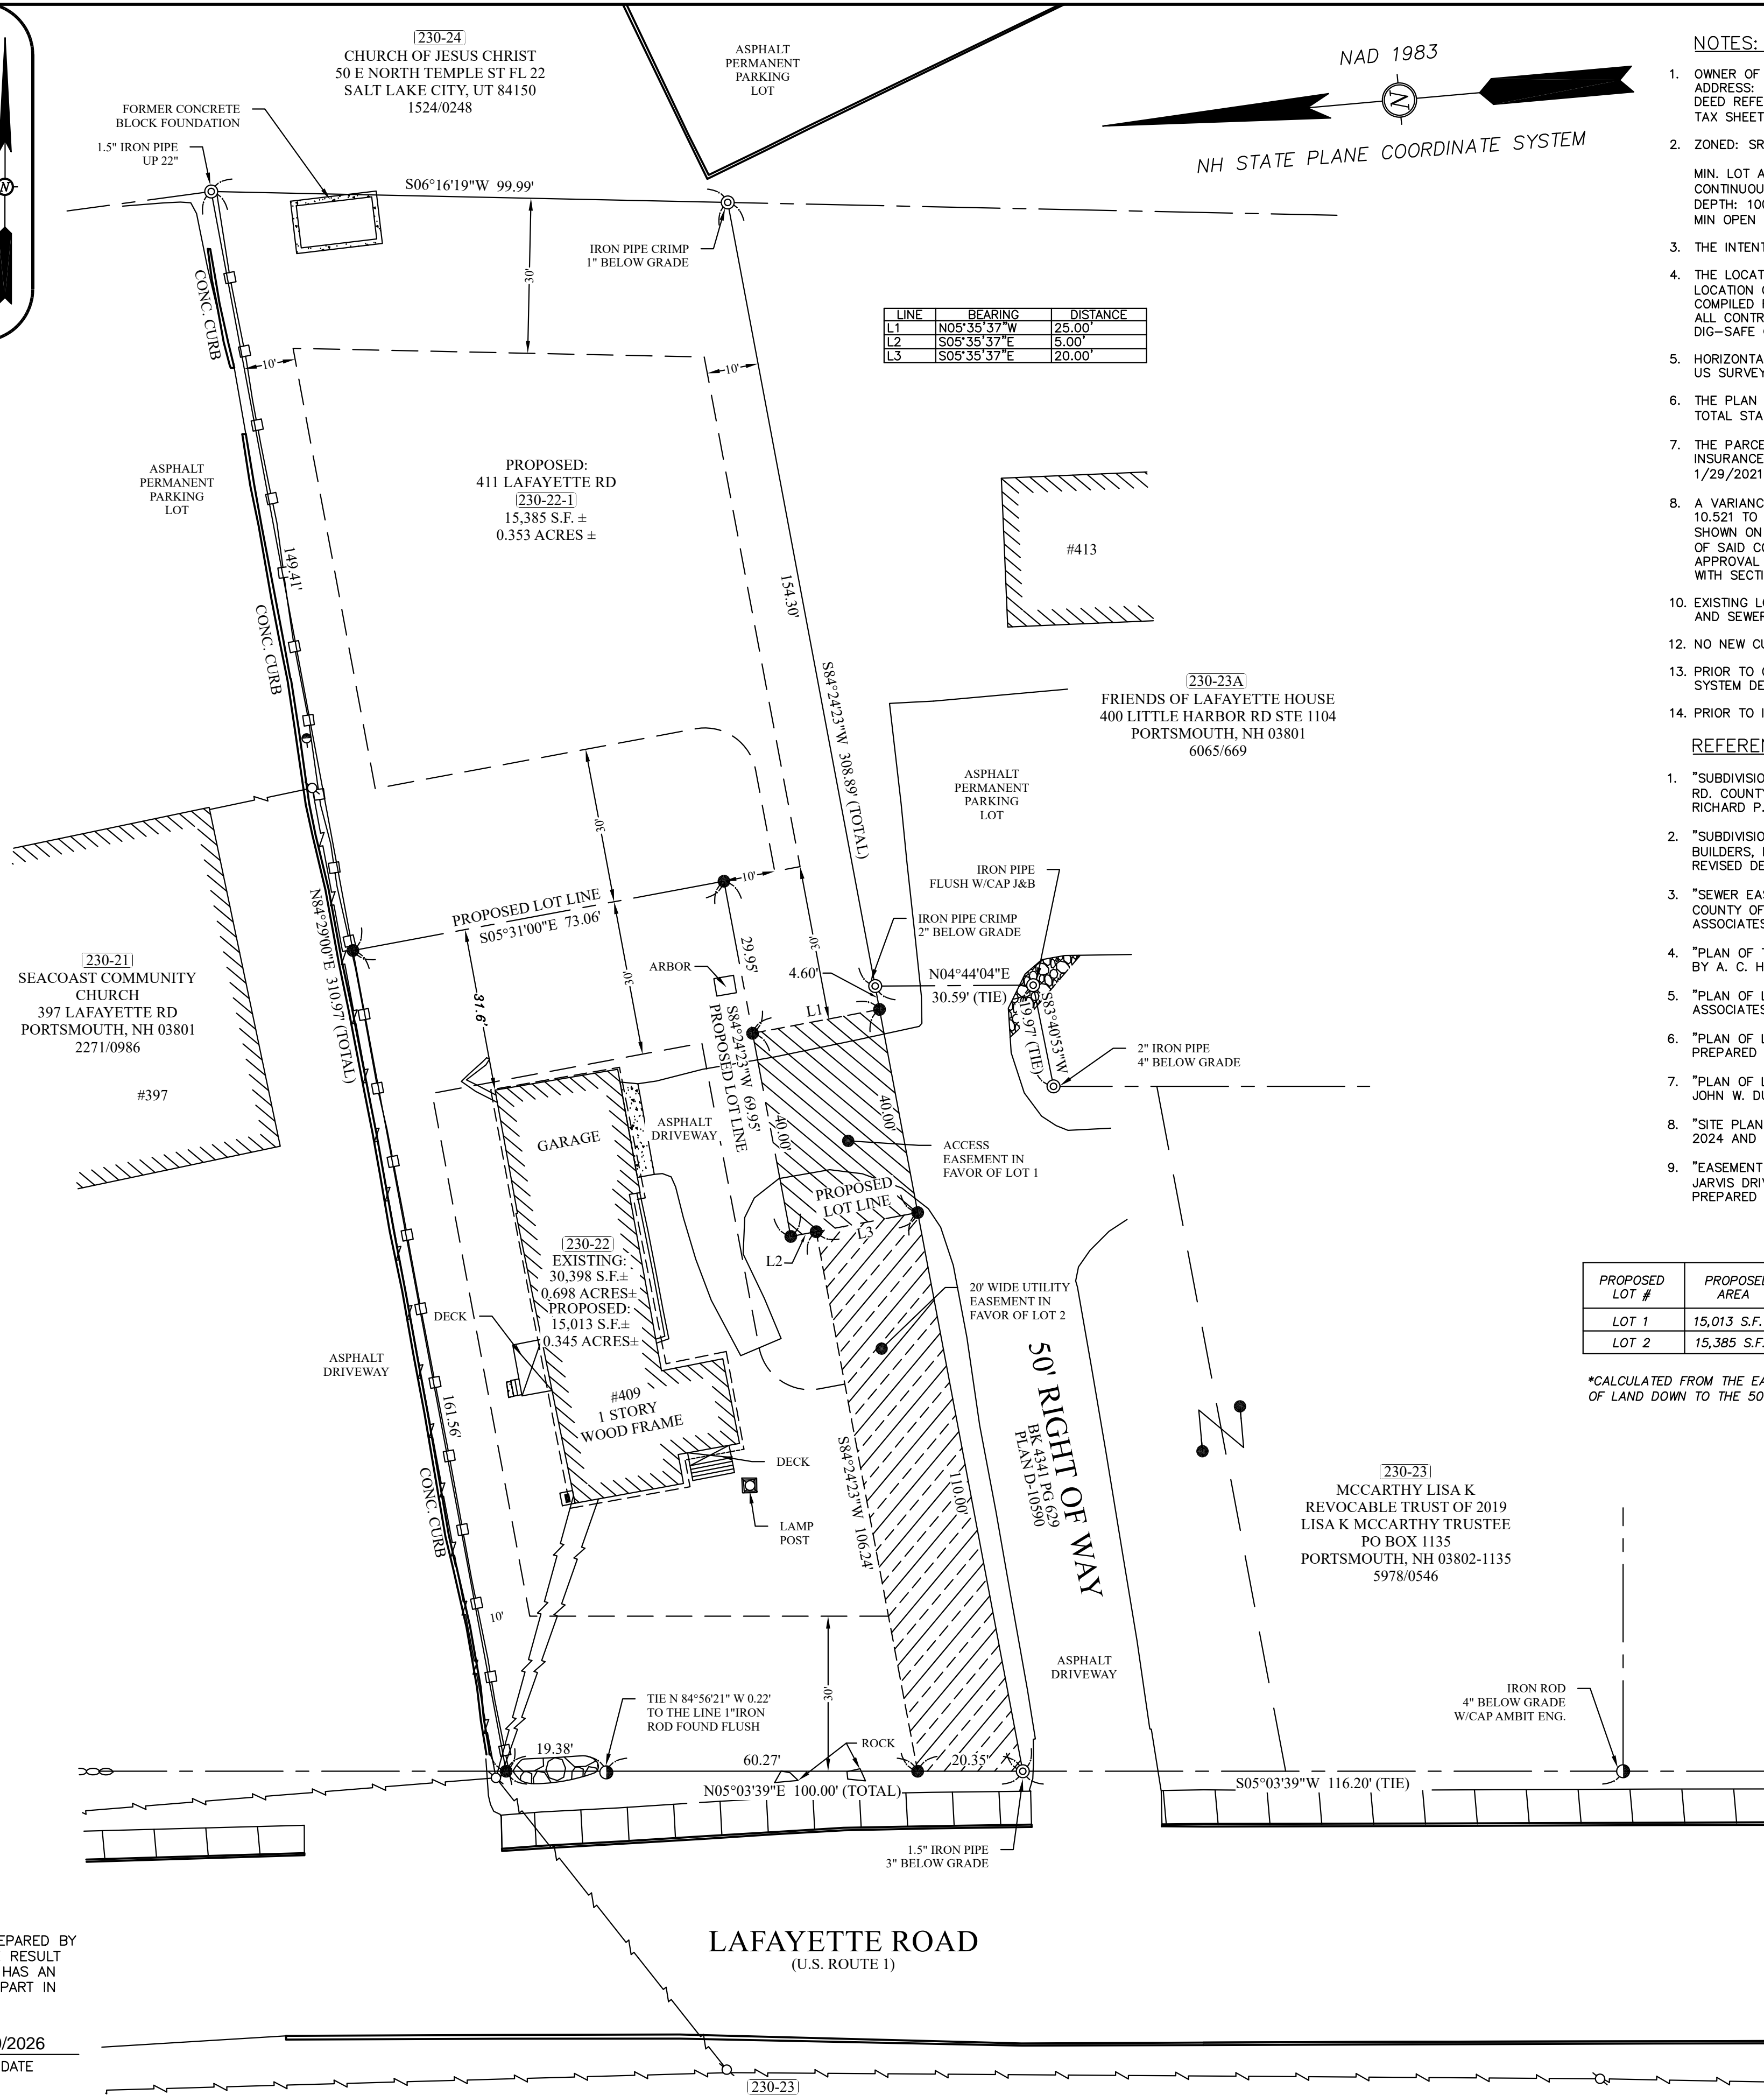 230-24
CHURCH OF JESUS CHRIST
50 E NORTH TEMPLE ST FL 22
SALT LAKE CITY, UT 84150
1524/0248
ASPHALT
PERMANENT
PARKING
LOT
NAD 1983
N
NH STATE PLANE COORDINATE SYSTEM
N
FORMER CONCRETE
BLOCK FOUNDATION
1.5" IRON PIPE
UP 22"
S06°16'19"W 99.99'
IRON PIPE CRIMP
1" BELOW GRADE
30'
CONC. CURB
10'
10'
LINE BEARING DISTANCE
L1 N05°35'37"W 25.00'
L2 S05°35'37"E 5.00'
L3 S05°35'37"E 20.00'
ASPHALT
PERMANENT
PARKING
LOT
PROPOSED:
411 LAFAYETTE RD
230-22-1
15,385 S.F. ±
0.353 ACRES ±
#413
149.41'
154.30'
CONC. CURB
S84°24'23"W 308.89' (TOTAL)
230-23A
FRIENDS OF LAFAYETTE HOUSE
400 LITTLE HARBOR RD STE 1104
PORTSMOUTH, NH 03801
6065/669
ASPHALT
PERMANENT
PARKING
LOT
30'
10'
IRON PIPE
FLUSH W/CAP J&B
PROPOSED LOT LINE
S05°31'00"E 73.06'
IRON PIPE CRIMP
2" BELOW GRADE
N84°29'00"E 310.97' (TOTAL)
230-21
SEACOAST COMMUNITY
CHURCH
397 LAFAYETTE RD
PORTSMOUTH, NH 03801
2271/0986
#397
31.6'
30'
30'
ARBOR
29.95'
4.60'
N04°44'04"E
30.59' (TIE)
S83°40'53"W
19.97' (TIE)
L1
S84°24'23"W 69.95'
PROPOSED LOT LINE
2" IRON PIPE
4" BELOW GRADE
GARAGE
ASPHALT
DRIVEWAY
40.00'
40.00'
ACCESS
EASEMENT IN
FAVOR OF LOT 1
PROPOSED
LOT LINE
L3
L2
230-22
EXISTING:
30,398 S.F.±
0.698 ACRES±
PROPOSED:
15,013 S.F.±
0.345 ACRES±
20' WIDE UTILITY
EASEMENT IN
FAVOR OF LOT 2
DECK
ASPHALT
DRIVEWAY
#409
1 STORY
WOOD FRAME
161.56'
50' RIGHT OF WAY
BK 4341 PG 629
PLAN D-10590
DECK
LAMP
POST
S84°24'23"W 106.24'
110.00'
CONC. CURB
230-23
MCCARTHY LISA K
REVOCABLE TRUST OF 2019
LISA K MCCARTHY TRUSTEE
PO BOX 1135
PORTSMOUTH, NH 03802-1135
5978/0546
10'
30'
ASPHALT
DRIVEWAY
TIE N 84°56'21" W 0.22'
TO THE LINE 1"IRON
ROD FOUND FLUSH
IRON ROD
4" BELOW GRADE
W/CAP AMBIT ENG.
19.38'
60.27'
ROCK
20.35'
N05°03'39"E 100.00' (TOTAL)
S05°03'39"W 116.20' (TIE)
1.5" IRON PIPE
3" BELOW GRADE
LAFAYETTE ROAD
(U.S. ROUTE 1)
230-23
EPARED BY
RESULT
HAS AN
PART IN
0/2026
DATE
NOTES:
1. OWNER OF
ADDRESS:
DEED REFE
TAX SHEET
2. ZONED: SR
MIN. LOT A
CONTINUOU
DEPTH: 10
MIN OPEN
3. THE INTENT
4. THE LOCAT
LOCATION
COMPILED
ALL CONTR
DIG-SAFE
5. HORIZONTA
US SURVEY
6. THE PLAN
TOTAL STA
7. THE PARCE
INSURANCE
1/29/2021
8. A VARIANC
10.521 TO
SHOWN ON
OF SAID CO
APPROVAL
WITH SECTI
10. EXISTING LO
AND SEWER
12. NO NEW CU
13. PRIOR TO
SYSTEM DE
14. PRIOR TO I
REFEREN
1. "SUBDIVISIO
RD. COUNTY
RICHARD P.
2. "SUBDIVISIO
BUILDERS,
REVISED DE
3. "SEWER EAS
COUNTY OF
ASSOCIATES
4. "PLAN OF
BY A. C. H
5. "PLAN OF L
ASSOCIATES
6. "PLAN OF L
PREPARED
7. "PLAN OF L
JOHN W. DU
8. "SITE PLAN
2024 AND
9. "EASEMENT
JARVIS DRI
PREPARED
PROPOSED LOT # PROPOSED AREA
LOT 1 15,013 S.F.
LOT 2 15,385 S.F.
*CALCULATED FROM THE EA
OF LAND DOWN TO THE 50